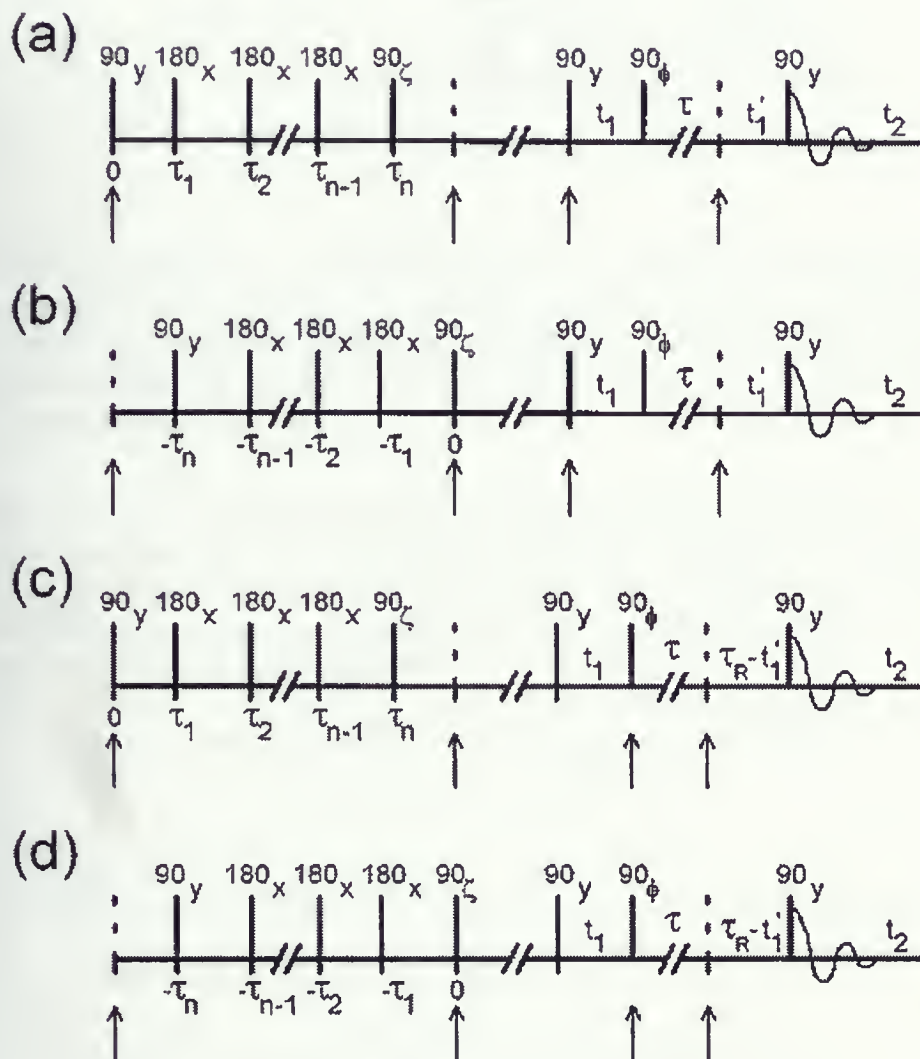 (a)
90y 180x 180x 180x 90ζ 90y 90ϕ 90y
t1 τ t1' t2
0 τ1 τ2 τn-1 τn
(b)
90y 180x 180x 180x 90ζ 90y 90ϕ 90y
t1 τ t1' t2
-τn -τn-1 -τ2 -τ1 0
(c)
90y 180x 180x 180x 90ζ 90y 90ϕ 90y
t1 τ τR-t1' t2
0 τ1 τ2 τn-1 τn
(d)
90y 180x 180x 180x 90ζ 90y 90ϕ 90y
t1 τ τR-t1' t2
-τn -τn-1 -τ2 -τ1 0